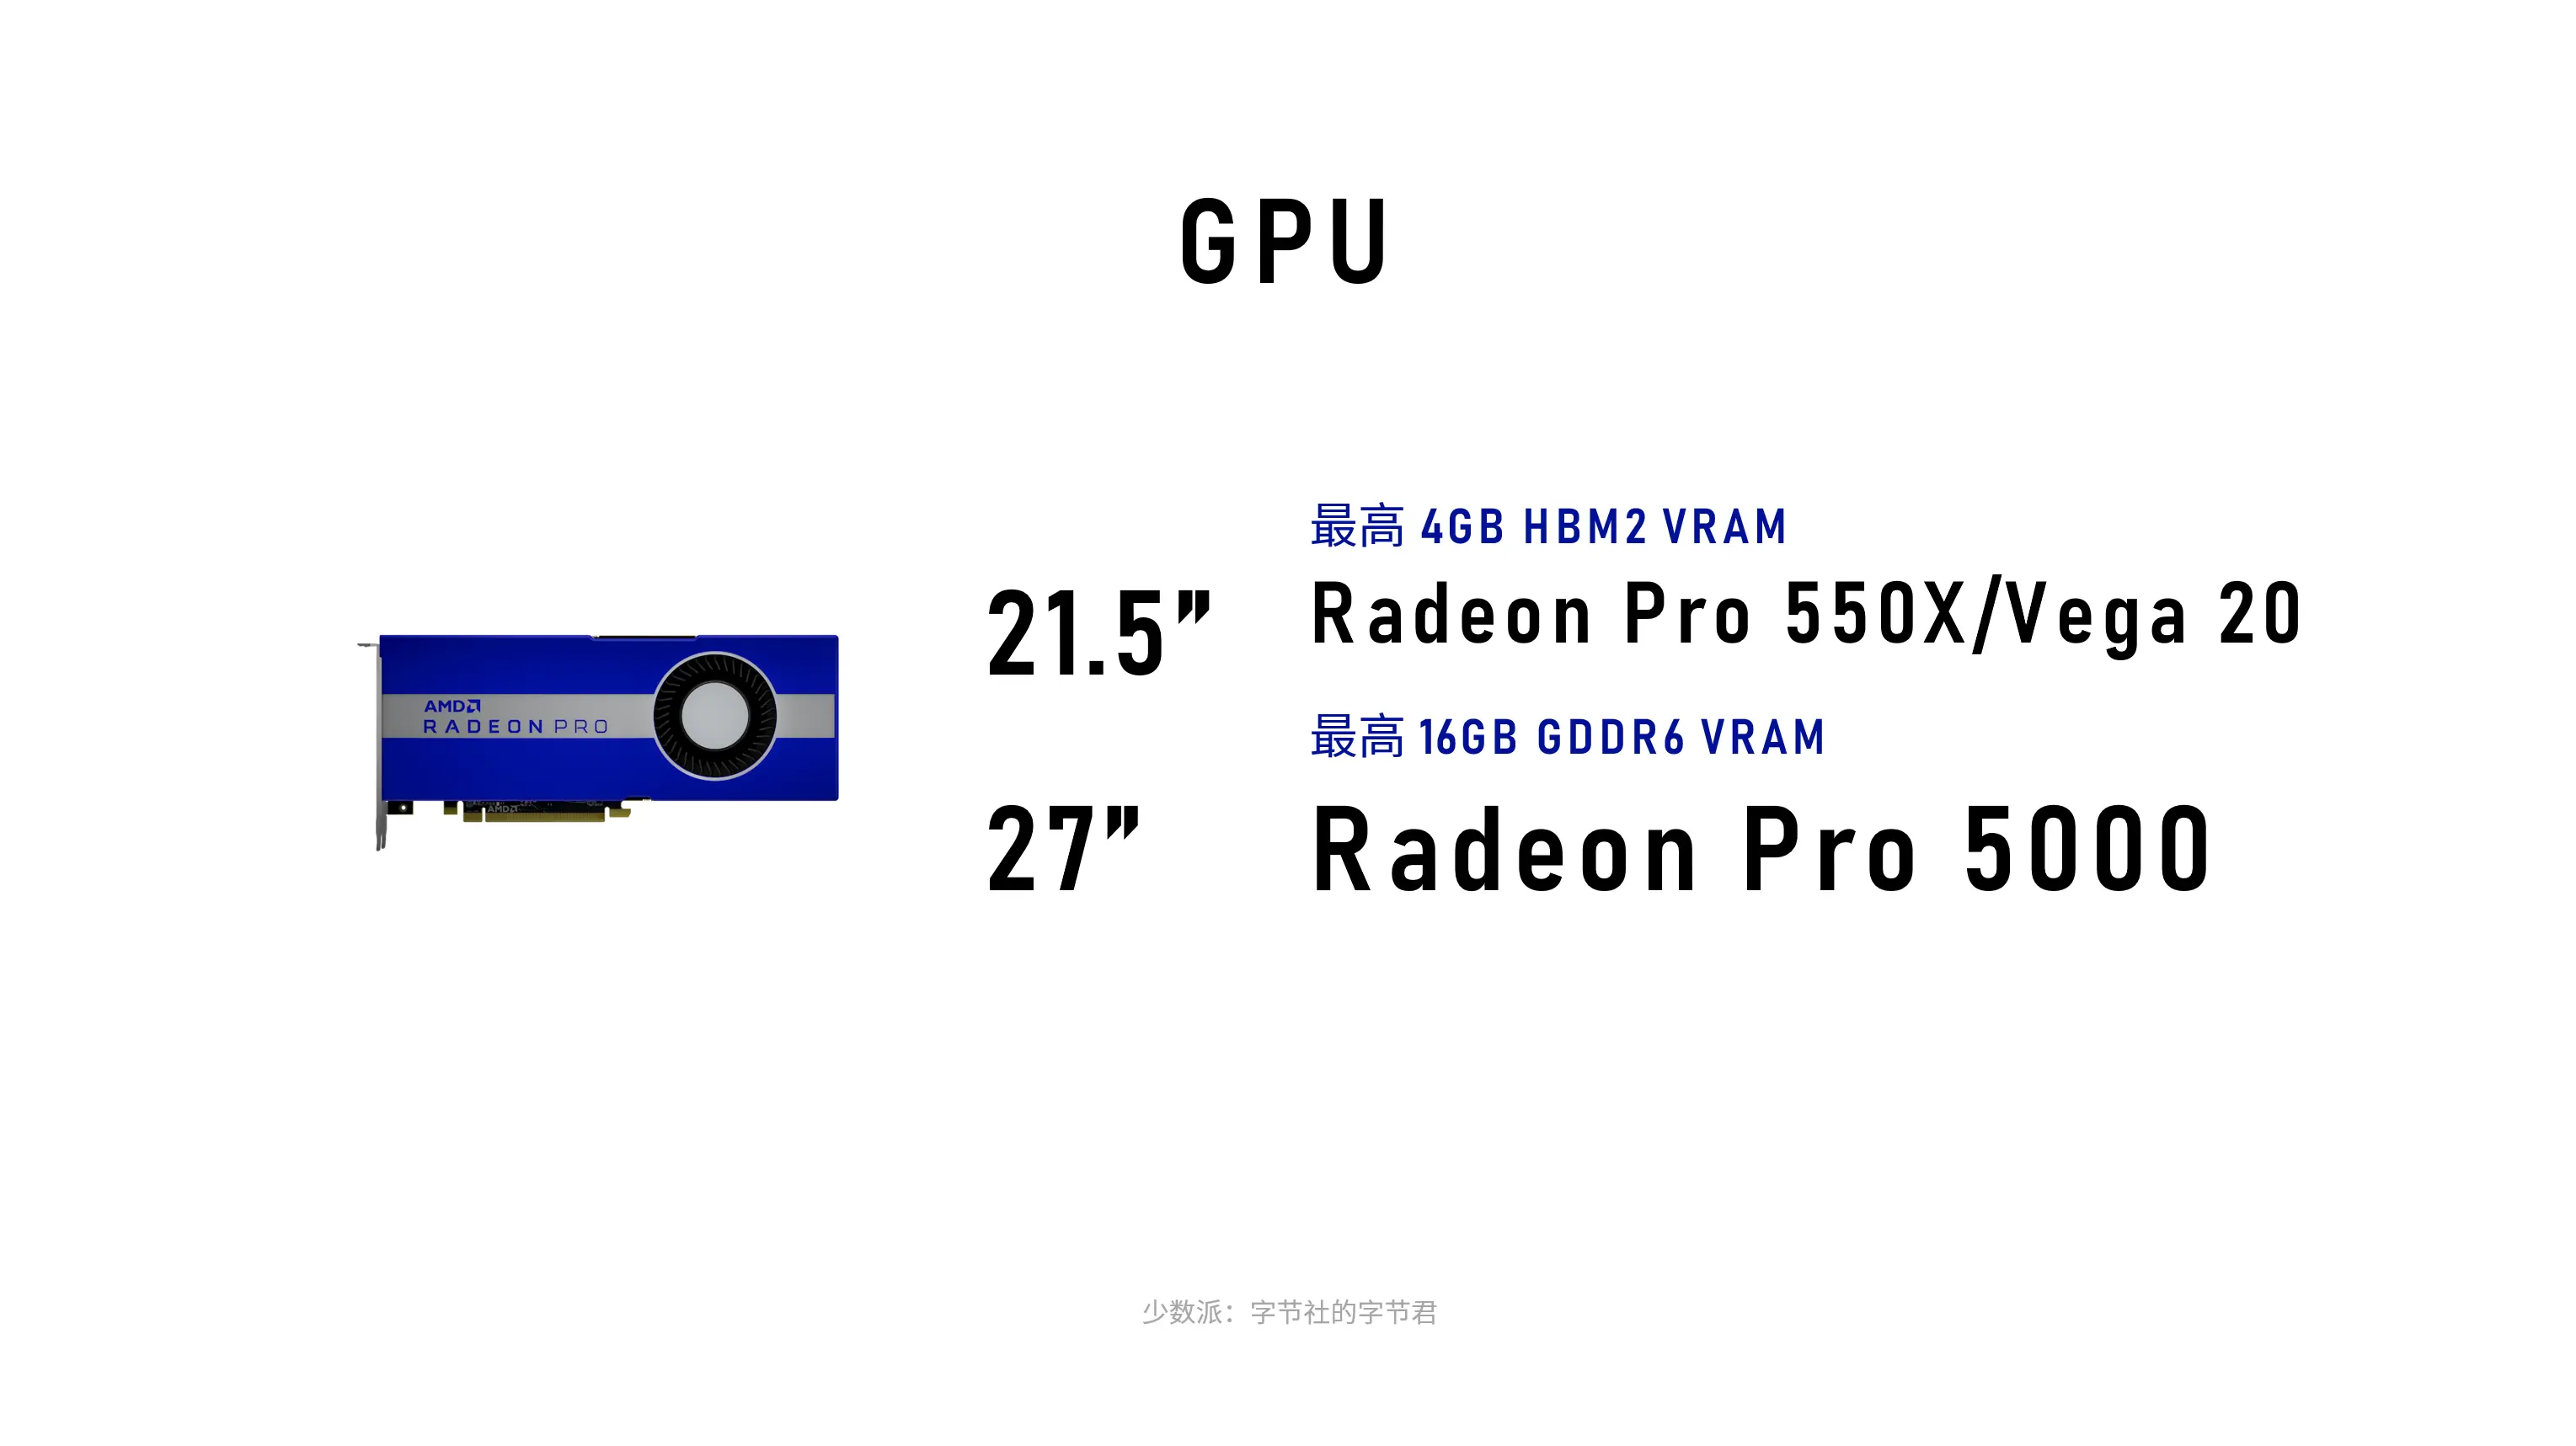 GPU
最高 4GB HBM2 VRAM
21.5”
Radeon Pro 550X/Vega 20
AMD
RADEON PRO
AMD
最高 16GB GDDR6 VRAM
27”
Radeon Pro 5000
少数派：字节社的字节君